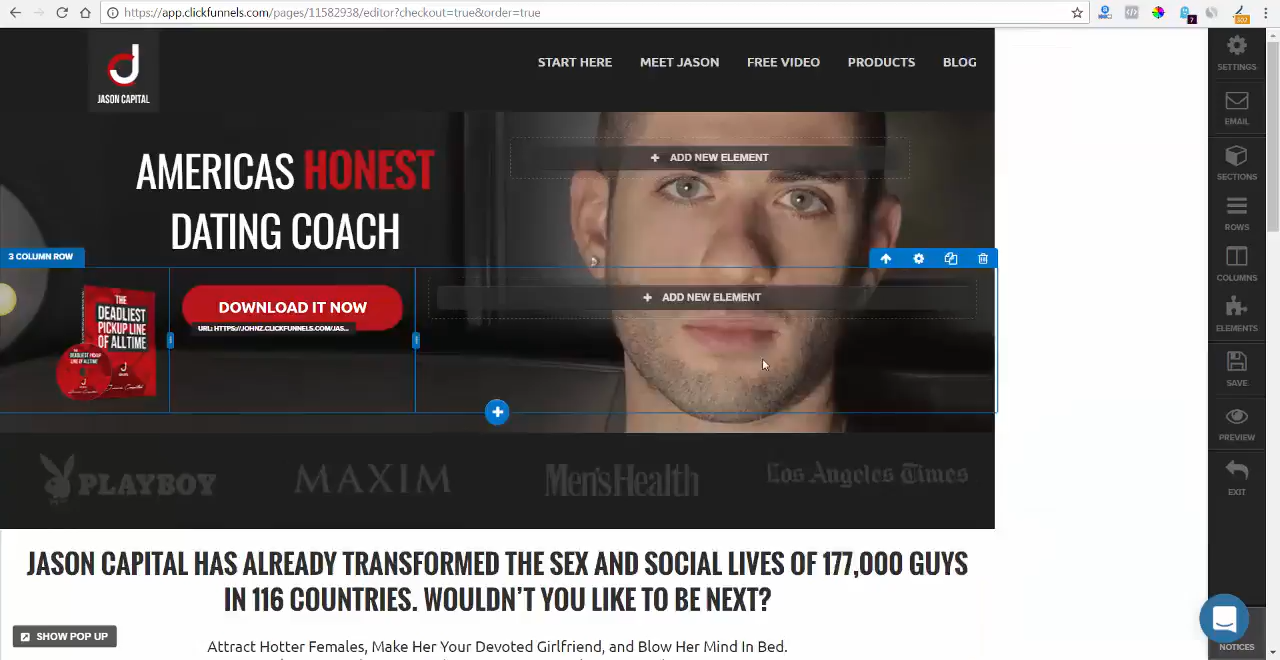 https://app.clickfunnels.com/pages/11582938/editor?checkout=true&order=true
7
JASON CAPITAL
START HERE
MEET JASON
FREE VIDEO
PRODUCTS
BLOG
AMERICAS HONEST
DATING COACH
+ ADD NEW ELEMENT
3 COLUMN ROW
THE
DEADLIEST
PICKUP LINE
OF ALL TIME
DOWNLOAD IT NOW
URL: HTTPS://JOHNZ.CLICKFUNNELS.COM/JAS...
+ ADD NEW ELEMENT
PLAYBOY
MAXIM
Men'sHealth
Los Angeles Times
JASON CAPITAL HAS ALREADY TRANSFORMED THE SEX AND SOCIAL LIVES OF 177,000 GUYS
IN 116 COUNTRIES. WOULDN'T YOU LIKE TO BE NEXT?
Attract Hotter Females, Make Her Your Devoted Girlfriend, and Blow Her Mind In Bed.
SHOW POP UP
SETTINGS
EMAIL
SECTIONS
ROWS
COLUMNS
ELEMENTS
SAVE
PREVIEW
EXIT
NOTICES